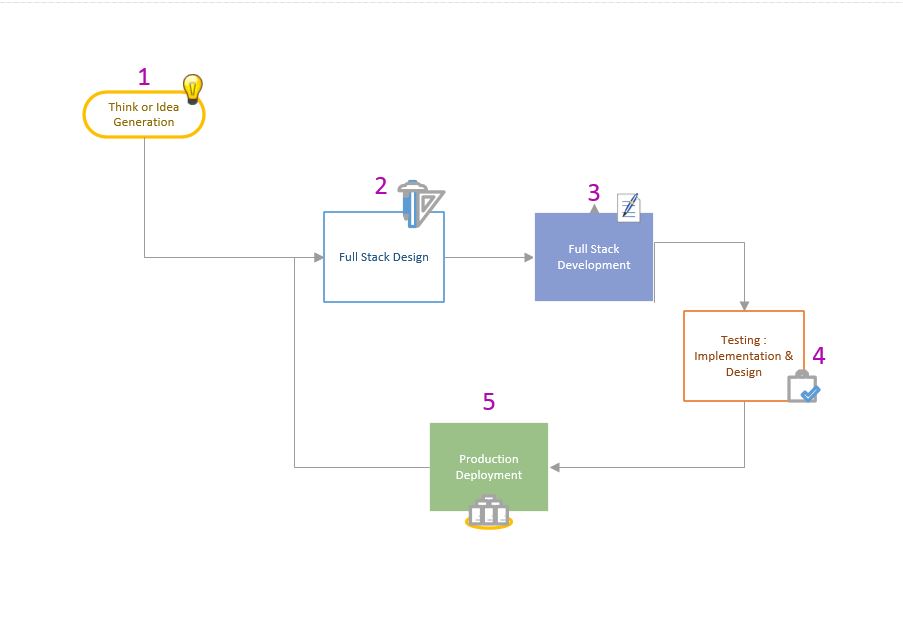 1
Think or Idea
Generation
2
Full Stack Design
3
Full Stack
Development
Testing :
Implementation &
Design
4
5
Production
Deployment